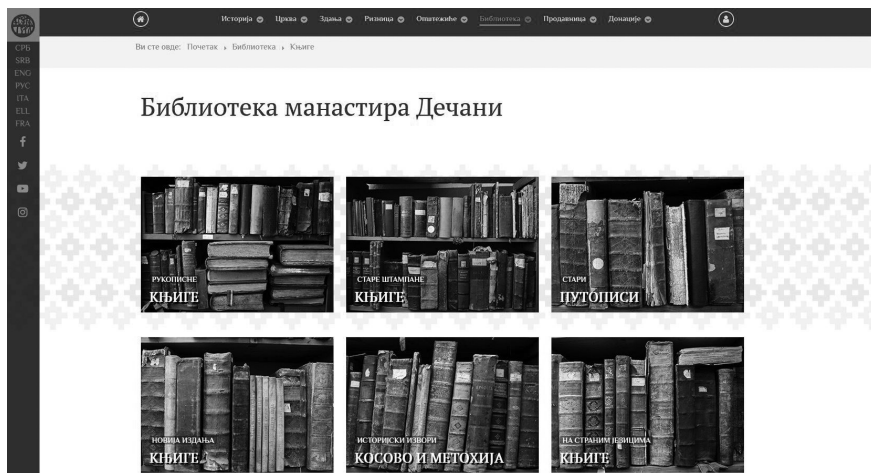 Историја Црква Здања Ризница Општежиће Библиотека Продавница Донације
Ви сте овде: Почетак Библиотека Књиге
СРБ
SRB
ENG
РУС
ITA
ELL
FRA
Библиотека манастира Дечани
РУКОПИСНЕ
КЊИГЕ
СТАРЕ ШТАМПАНЕ
КЊИГЕ
СТАРИ
ПУТОПИСИ
НОВИЈА ИЗДАЊА
КЊИГЕ
ИСТОРИЈСКИ ИЗВОРИ
КОСОВО И МЕТОХИЈА
НА СТРАНИМ ЈЕЗИЦИМА
КЊИГЕ